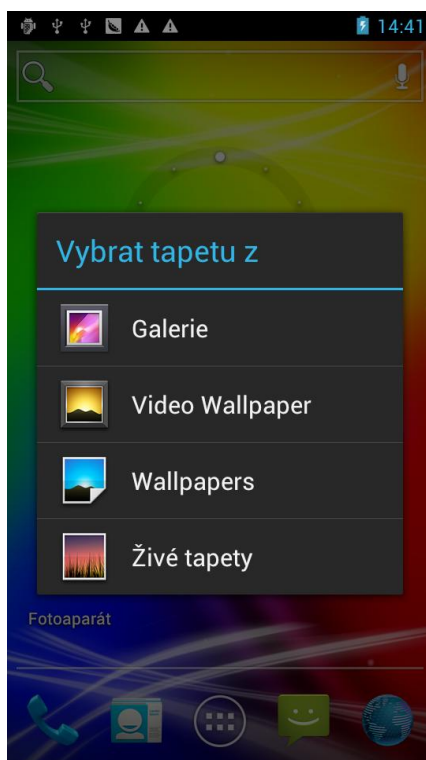 14:41
Vybrat tapetu z
Galerie
Video Wallpaper
Wallpapers
Živé tapety
Fotoaparát